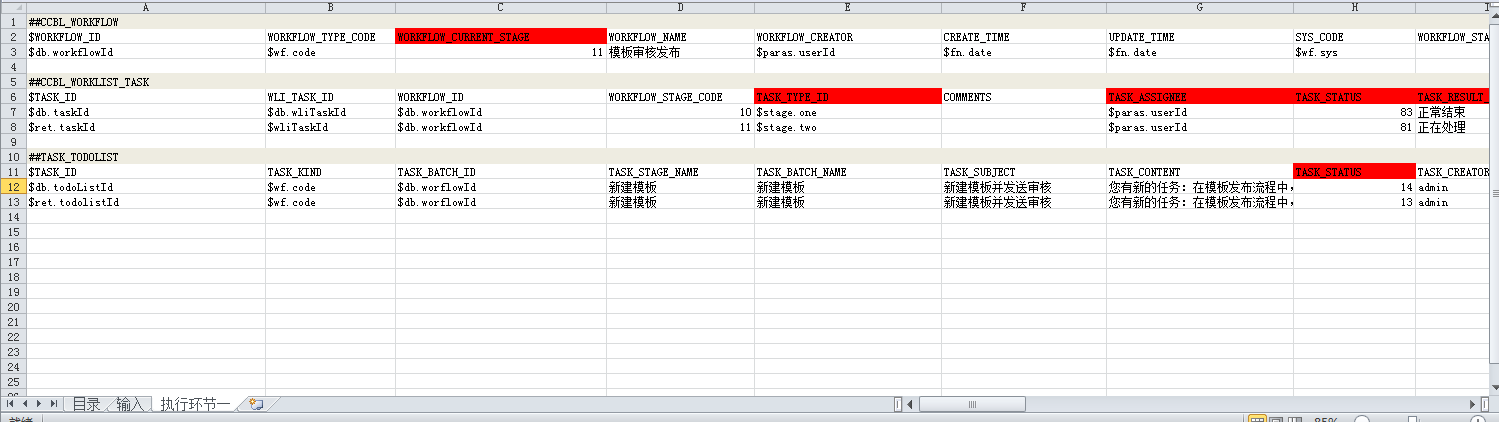 A B C D E F G H I
1 ##CCBL_WORKFLOW
2 $WORKFLOW_ID WORKFLOW_TYPE_CODE WORKFLOW_CURRENT_STAGE WORKFLOW_NAME WORKFLOW_CREATOR CREATE_TIME UPDATE_TIME SYS_CODE WORKFLOW_STA
3 $db.workflowId $wf.code 11 模板审核发布 $paras.userId $fn.date $fn.date $wf.sys
4
5 ##CCBL_WORKLIST_TASK
6 $TASK_ID WLI_TASK_ID WORKFLOW_ID WORKFLOW_STAGE_CODE TASK_TYPE_ID COMMENTS TASK_ASSIGNEE TASK_STATUS TASK_RESULT_
7 $db.taskId $db.wliTaskId $db.workflowId 10 $stage.one $paras.userId 83 正常结束
8 $ret.taskId $wliTaskId $db.workflowId 11 $stage.two $paras.userId 81 正在处理
9
10 ##TASK_TODOLIST
11 $TASK_ID TASK_KIND TASK_BATCH_ID TASK_STAGE_NAME TASK_BATCH_NAME TASK_SUBJECT TASK_CONTENT TASK_STATUS TASK_CREATOR
12 $db.todoListId $wf.code $db.worflowId 新建模板 新建模板 新建模板并发送审核 您有新的任务：在模板发布流程中， 14 admin
13 $ret.todolistId $wf.code $db.worflowId 新建模板 新建模板 新建模板并发送审核 您有新的任务：在模板发布流程中， 13 admin
14
15
16
17
18
19
20
21
22
23
24
25
目录 输入 执行环节一
就绪 85%